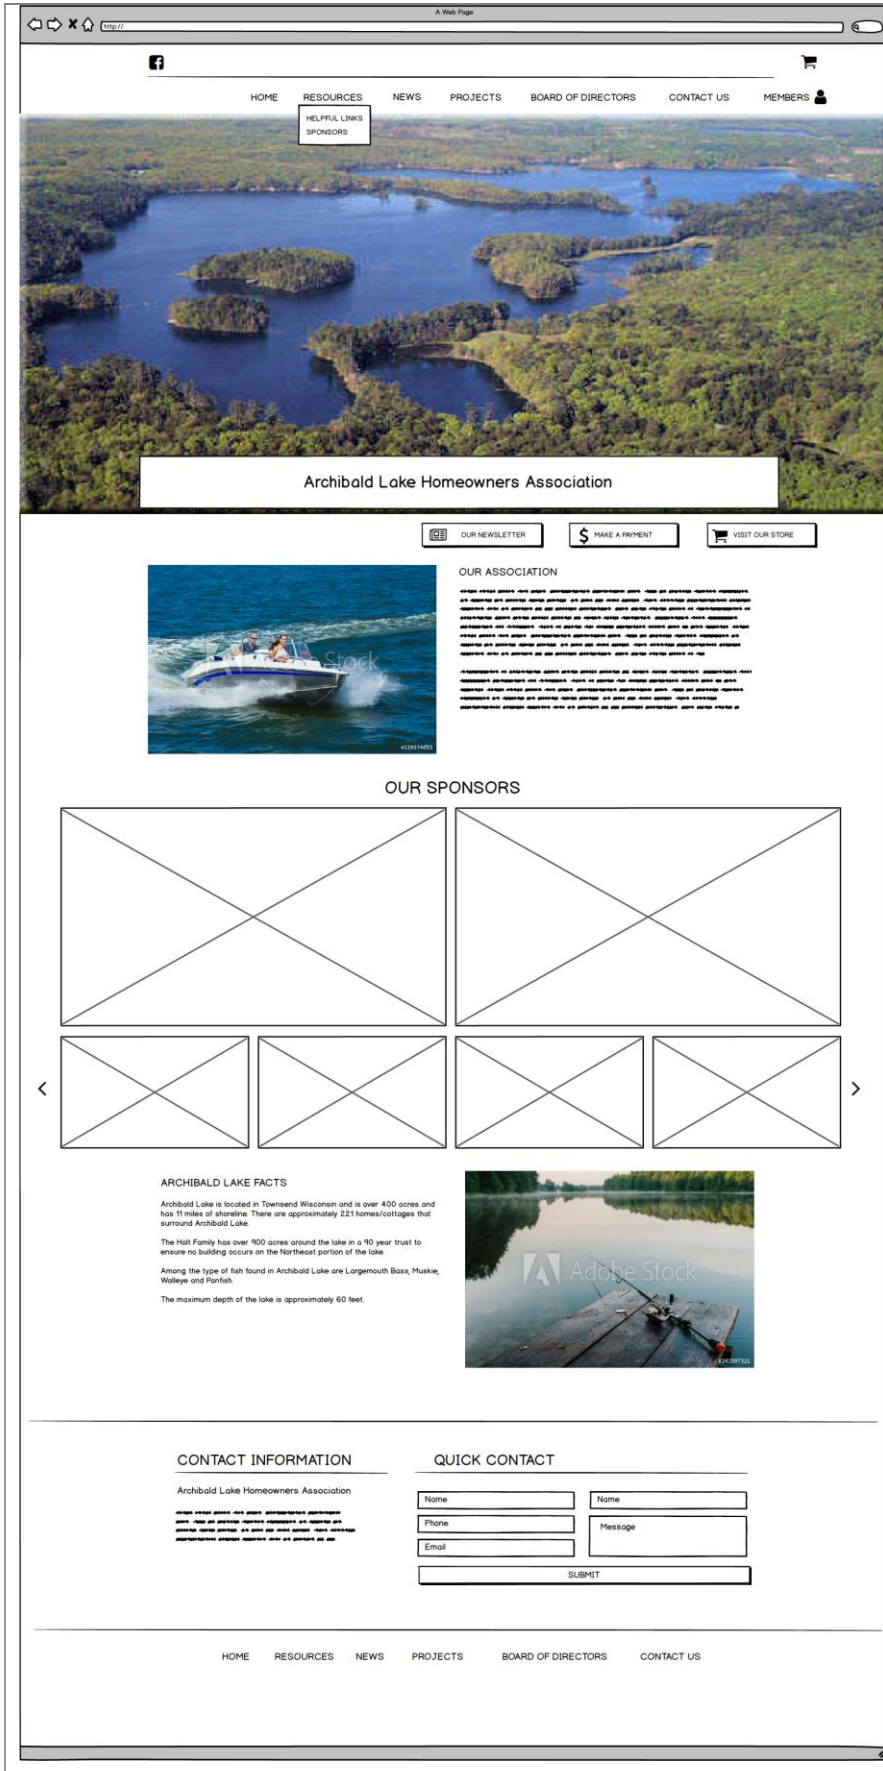 A Web Page
http://
HOME RESOURCES NEWS PROJECTS BOARD OF DIRECTORS CONTACT US MEMBERS
HELPFUL LINKS
SPONSORS
Archibald Lake Homeowners Association
OUR NEWSLETTER $ MAKE A PAYMENT VISIT OUR STORE
OUR ASSOCIATION
Adobe Stock
#129574653
OUR SPONSORS
ARCHIBALD LAKE FACTS
Archibald Lake is located in Townsend Wisconsin and is over 400 acres and
has 11 miles of shoreline. There are approximately 221 homes/cottages that
surround Archibald Lake.
The Holt Family has over 900 acres around the lake in a 90 year trust to
ensure no building occurs on the Northeast portion of the lake.
Among the type of fish found in Archibald Lake are Largemouth Bass, Muskie,
Walleye and Panfish.
The maximum depth of the lake is approximately 60 feet.
Adobe Stock
CONTACT INFORMATION
Archibald Lake Homeowners Association
QUICK CONTACT
Name Name
Phone Message
Email
SUBMIT
HOME RESOURCES NEWS PROJECTS BOARD OF DIRECTORS CONTACT US